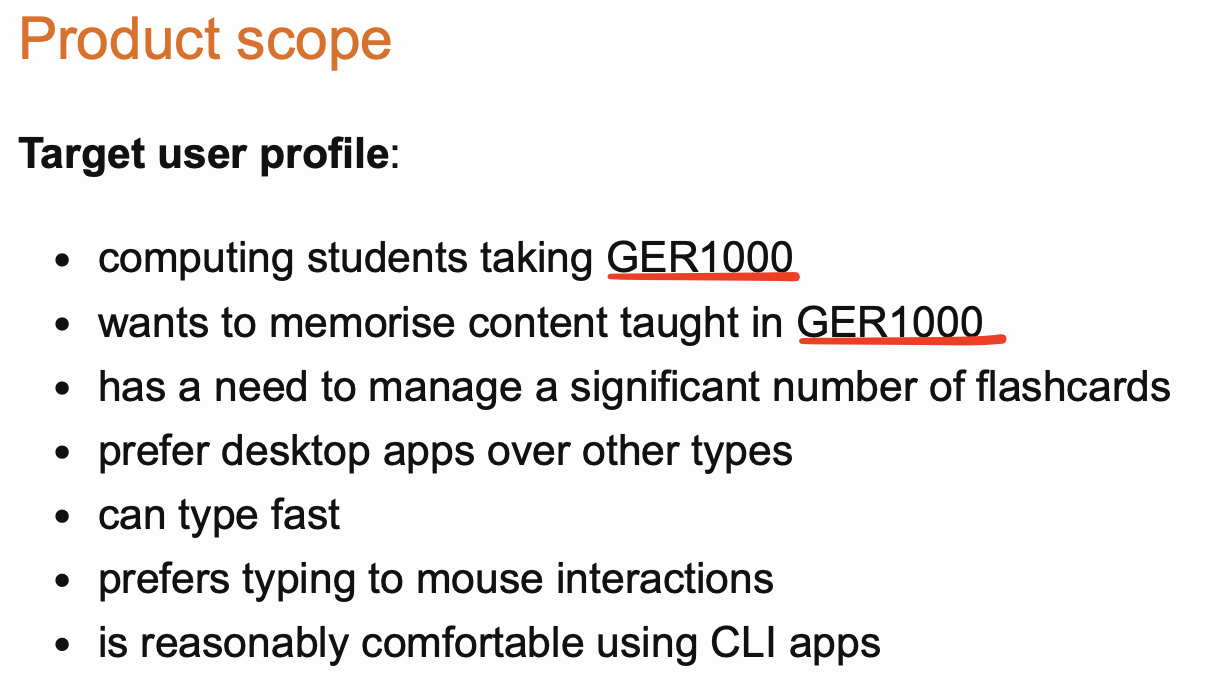 Product scope
Target user profile:
• computing students taking GER1000
• wants to memorise content taught in GER1000
• has a need to manage a significant number of flashcards
• prefer desktop apps over other types
• can type fast
• prefers typing to mouse interactions
• is reasonably comfortable using CLI apps